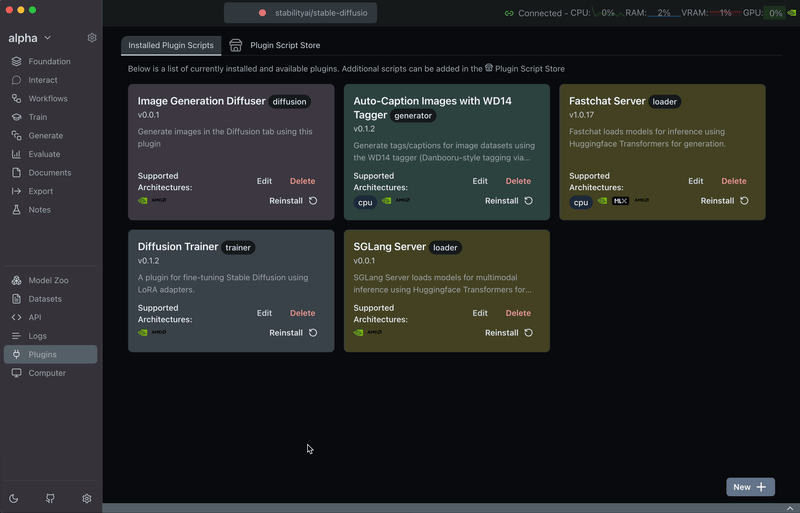 stabilityai/stable-diffusio
Connected - CPU: 0% RAM: 2% VRAM: 1% GPU: 0%
alpha
Foundation
Interact
Workflows
Train
Generate
Evaluate
Documents
Export
Notes
Model Zoo
Datasets
API
Logs
Plugins
Computer
Installed Plugin Scripts
Plugin Script Store
Below is a list of currently installed and available plugins. Additional scripts can be added in the Plugin Script Store
Image Generation Diffuser diffusion
v0.0.1
Generate images in the Diffusion tab using this
plugin
Supported
Architectures:
AMD
Edit
Delete
Reinstall
Auto-Caption Images with WD14
Tagger generator
v0.1.2
Generate tags/captions for image datasets using
the WD14 tagger (Danbooru-style tagging via...
Supported
Architectures:
cpu AMD
Edit
Delete
Reinstall
Fastchat Server loader
v1.0.17
Fastchat loads models for inference using
Huggingface Transformers for generation.
Supported
Architectures:
cpu MLX AMD
Edit
Delete
Reinstall
Diffusion Trainer trainer
v0.1.2
A plugin for fine-tuning Stable Diffusion using
LoRA adapters.
Supported
Architectures:
AMD
Edit
Delete
Reinstall
SGLang Server loader
v0.0.1
SGLang Server loads models for multimodal
inference using Huggingface Transformers for...
Supported
Architectures:
AMD
Edit
Delete
Reinstall
New